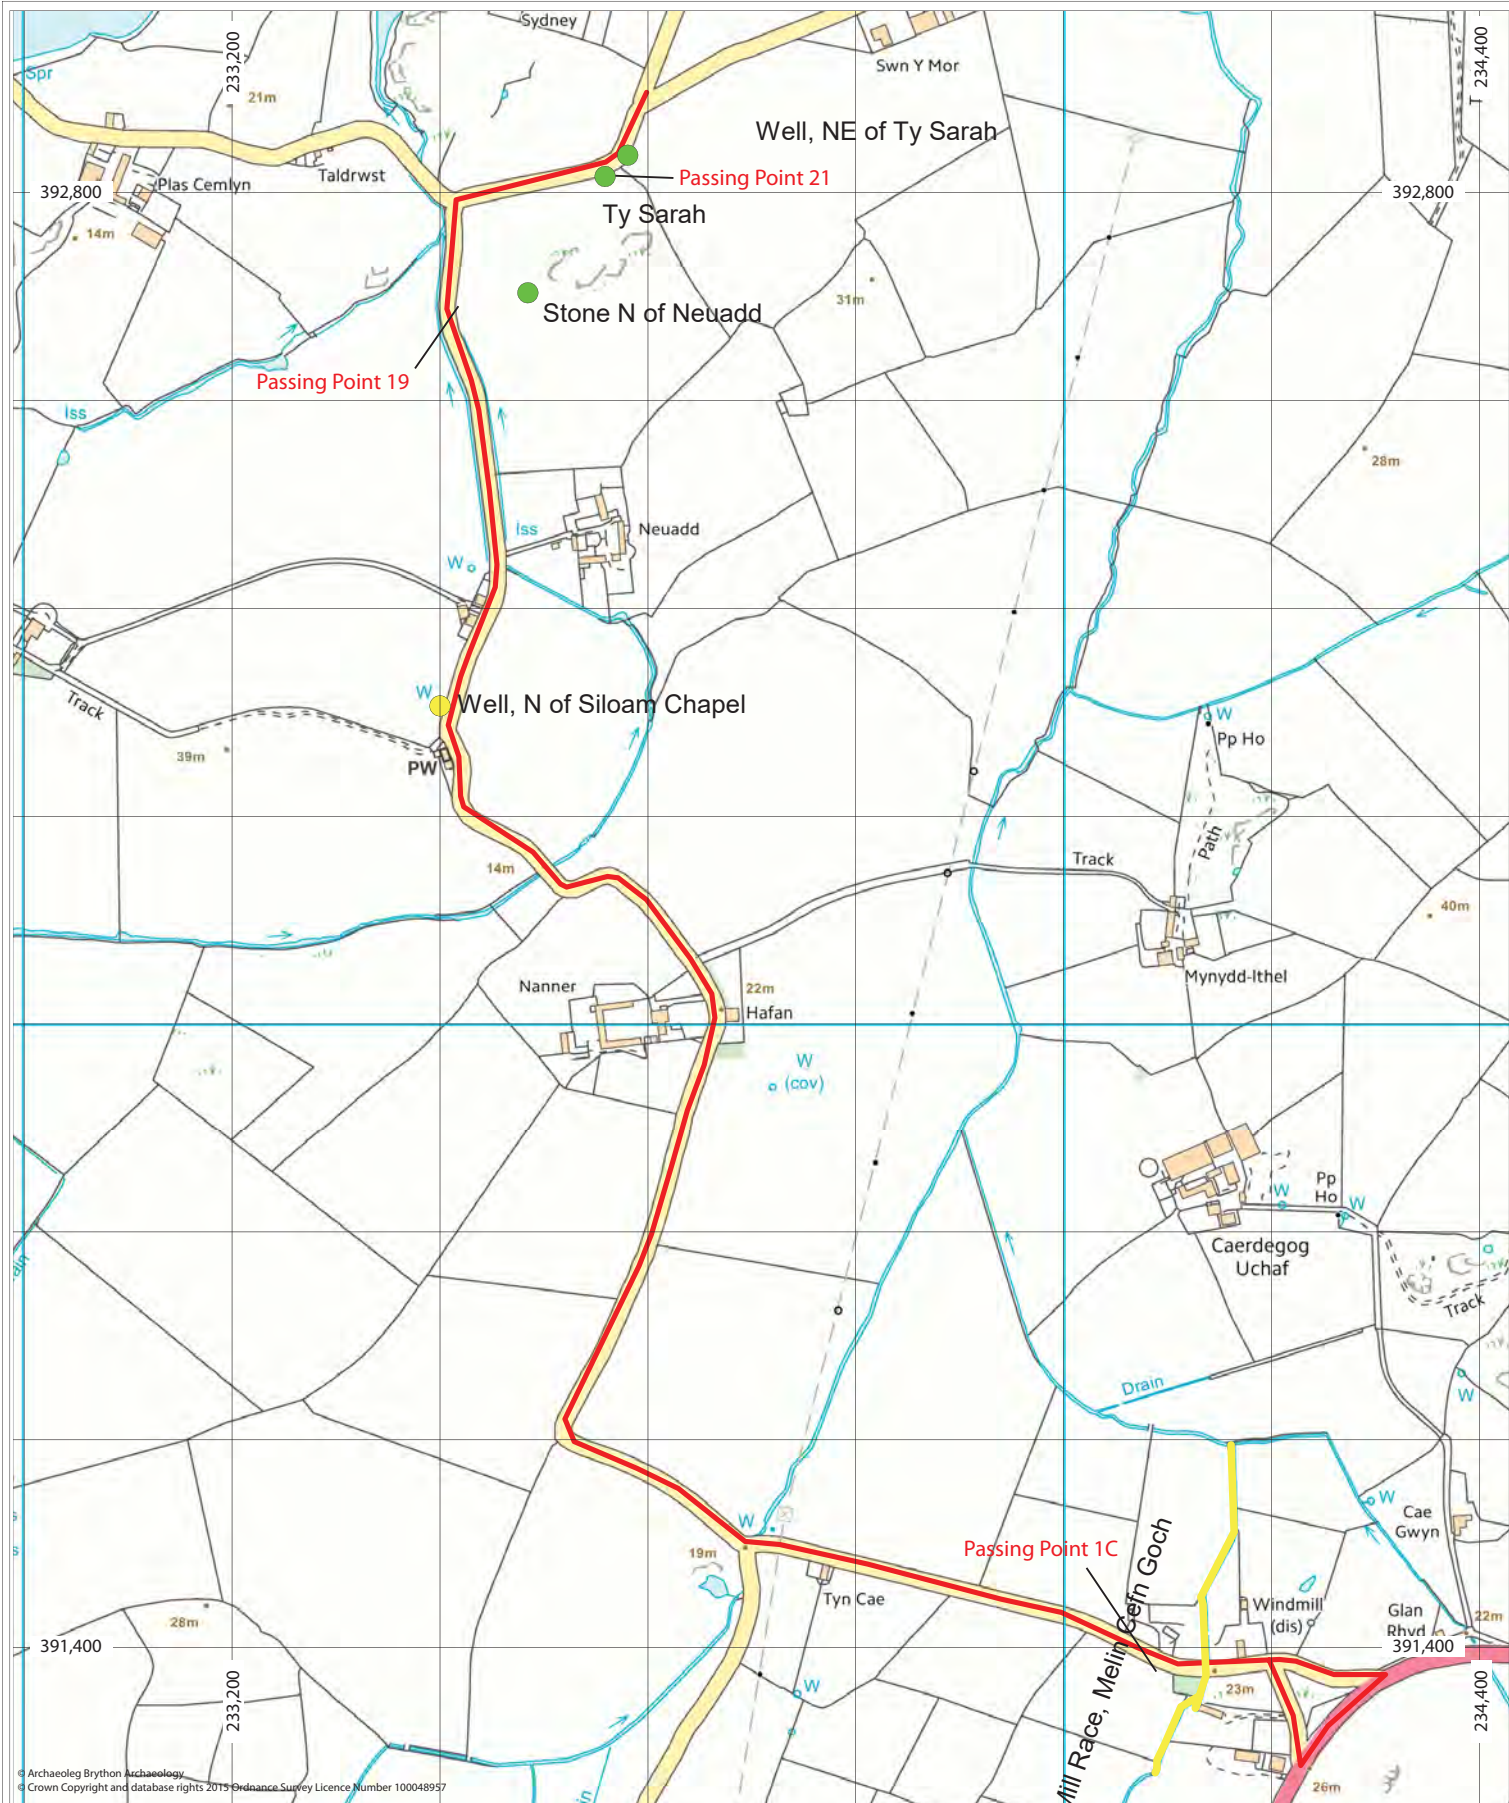 Sydney
233,200
234,400
Spr
Swn Y Mor
21m
T
Well, NE of Ty Sarah
Taldrwst
Plas Cemlyn
Passing Point 21
392,800
392,800
Ty Sarah
14m
31m
Stone N of Neuadd
Passing Point 19
Iss
28m
Iss
Neuadd
W
W
Well, N of Siloam Chapel
Track
W
Pp Ho
39m
PW
Path
Track
14m
40m
Mynydd-Ithel
Nanner
22m
Hafan
W
(cov)
Pp
Ho
W
W
Caerdegog
Uchaf
Track
Drain
W
W
Cae
Gwyn
W
Passing Point 1C
19m
Tyn Cae
Windmill
(dis)
Glan
Rhyd
22m
28m
391,400
391,400
Mill Race, Melin Cefn Goch
W
23m
233,200
234,400
26m
© Archaeoleg Brython Archaeology
© Crown Copyright and database rights 2015 Ordnance Survey Licence Number 100048957